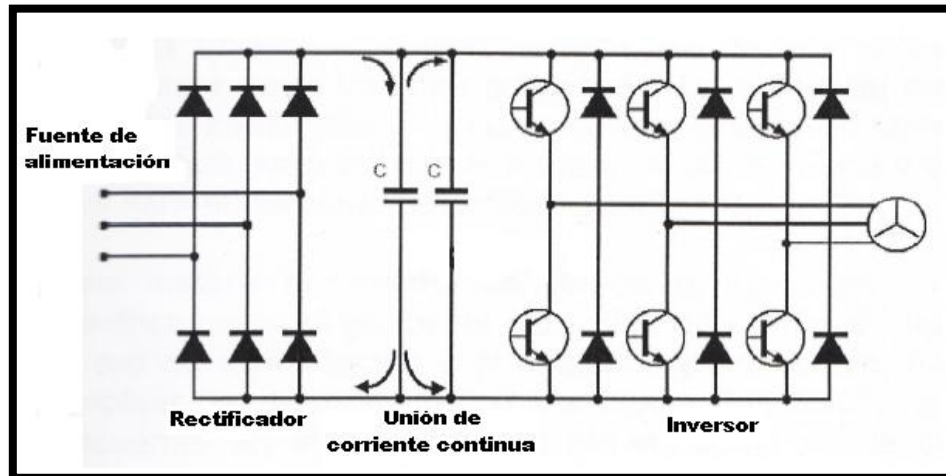 Fuente de
alimentación
C
C
Rectificador
Unión de
corriente continua
Inversor